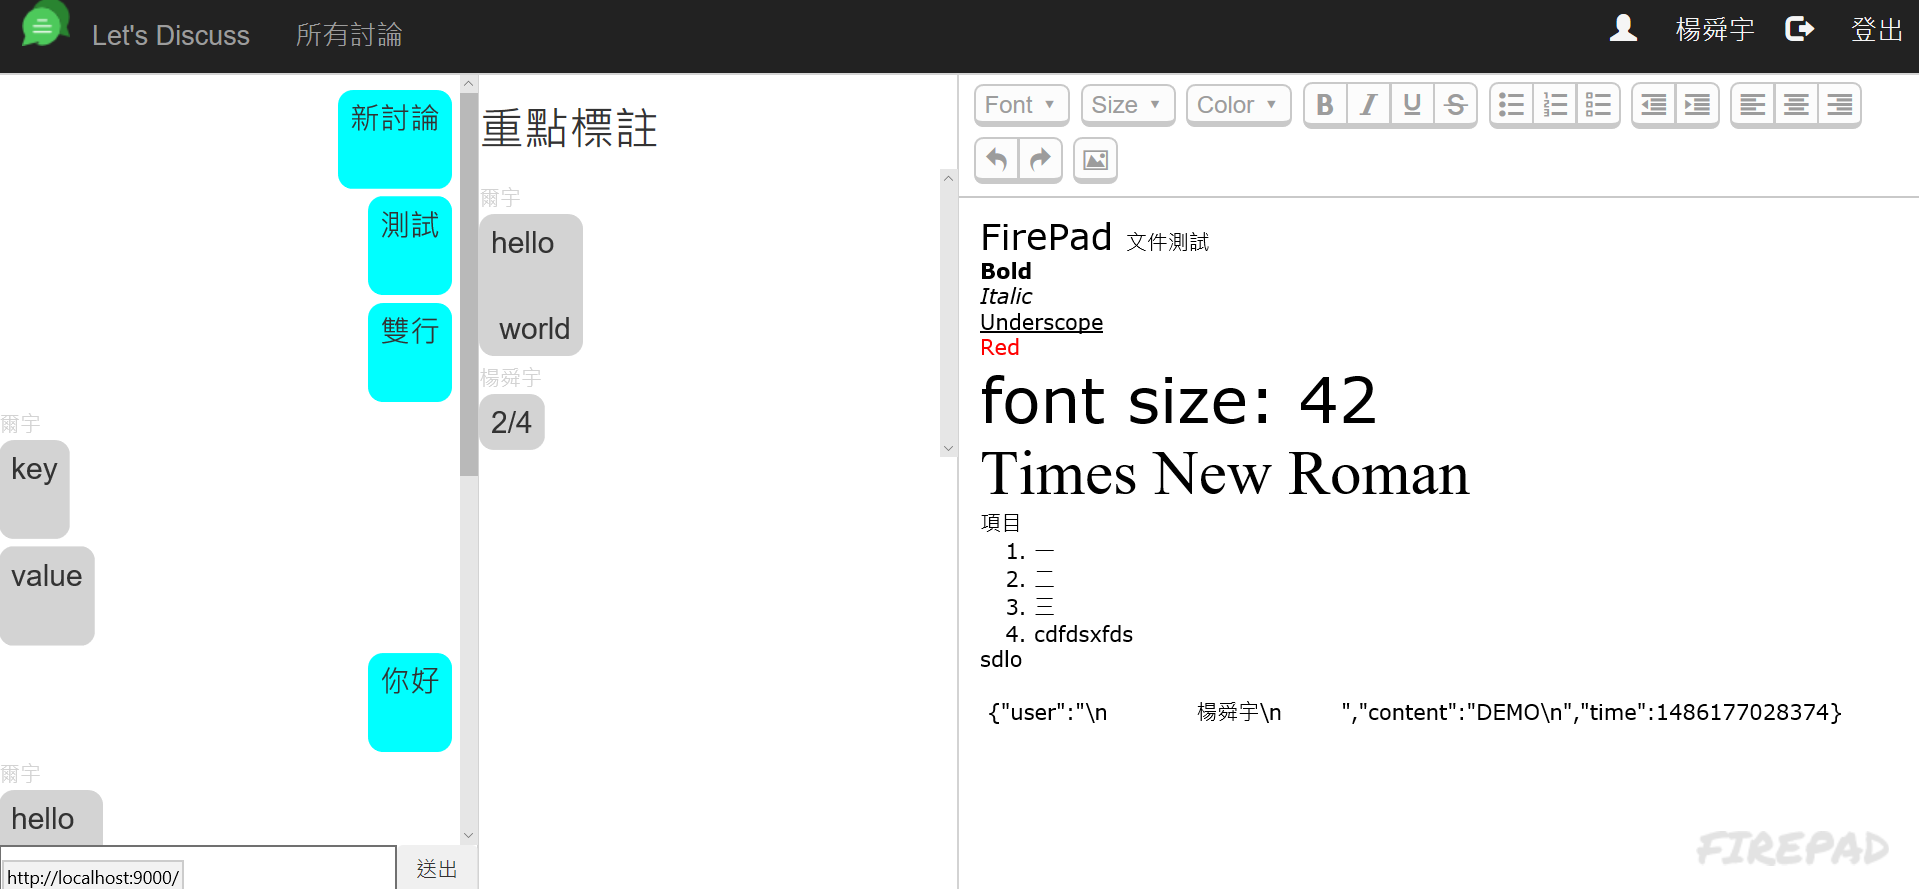 Let's Discuss 所有討論 楊舜宇 登出
新討論
測試
雙行
爾宇
key
value
你好
爾宇
hello
http://localhost:9000/
送出
重點標註
爾宇
hello
world
楊舜宇
2/4
Font Size Color B I U S
FirePad 文件測試
Bold
Italic
Underscope
Red
font size: 42
Times New Roman
項目
1. 一
2. 二
3. 三
4. cdfdsxfds
sdlo
{"user":"\n 楊舜宇\n ","content":"DEMO\n","time":1486177028374}
FIREPAD